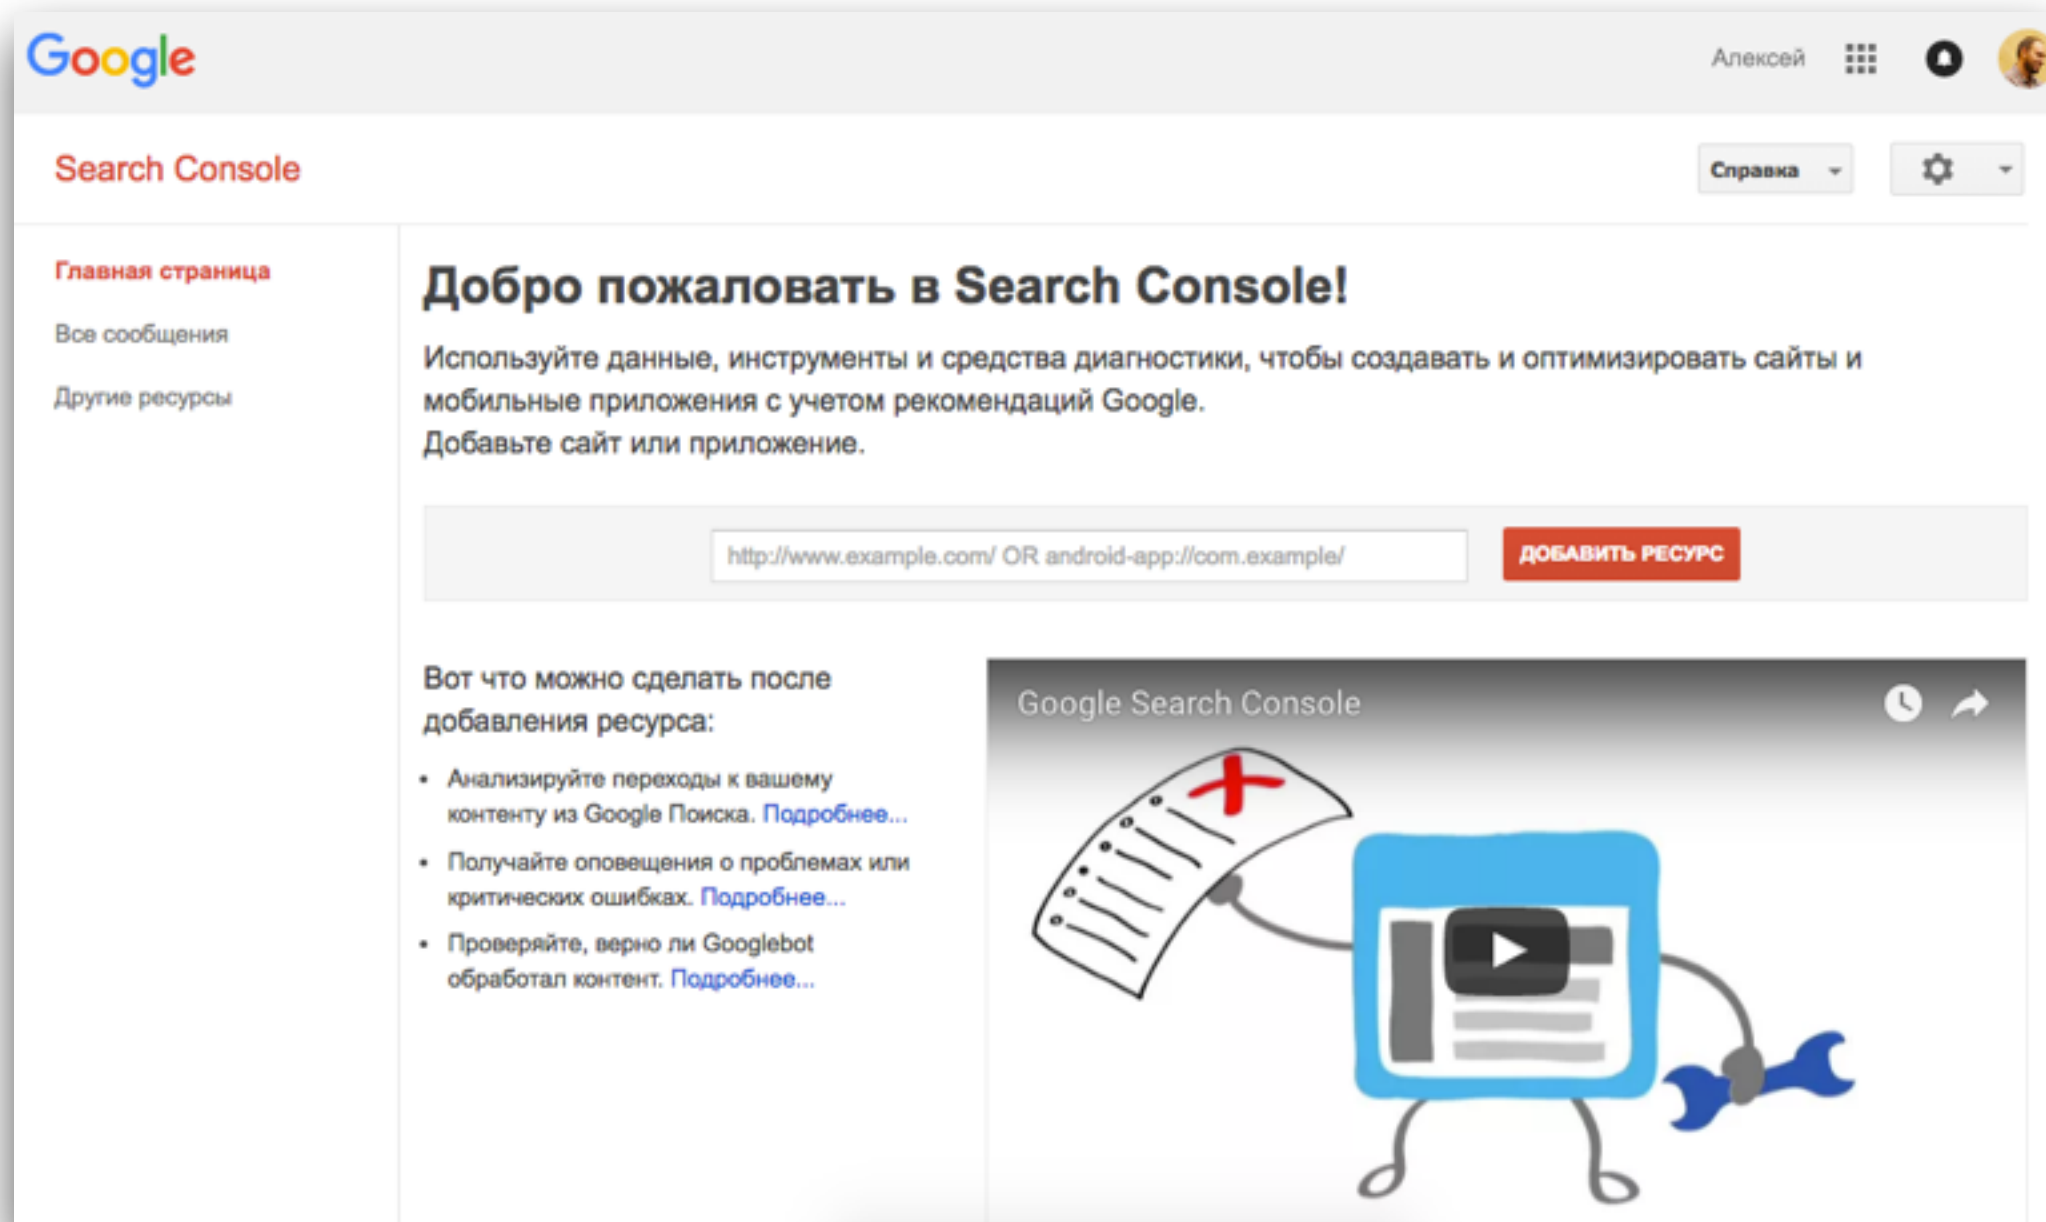 Google
Алексей
Search Console
Справка
Главная страница
Все сообщения
Другие ресурсы
Добро пожаловать в Search Console!
Используйте данные, инструменты и средства диагностики, чтобы создавать и оптимизировать сайты и
мобильные приложения с учетом рекомендаций Google.
Добавьте сайт или приложение.
http://www.example.com/ OR android-app://com.example/
ДОБАВИТЬ РЕСУРС
Вот что можно сделать после
добавления ресурса:
• Анализируйте переходы к вашему
контенту из Google Поиска. Подробнее...
• Получайте оповещения о проблемах или
критических ошибках. Подробнее...
• Проверяйте, верно ли Googlebot
обработал контент. Подробнее...
Google Search Console